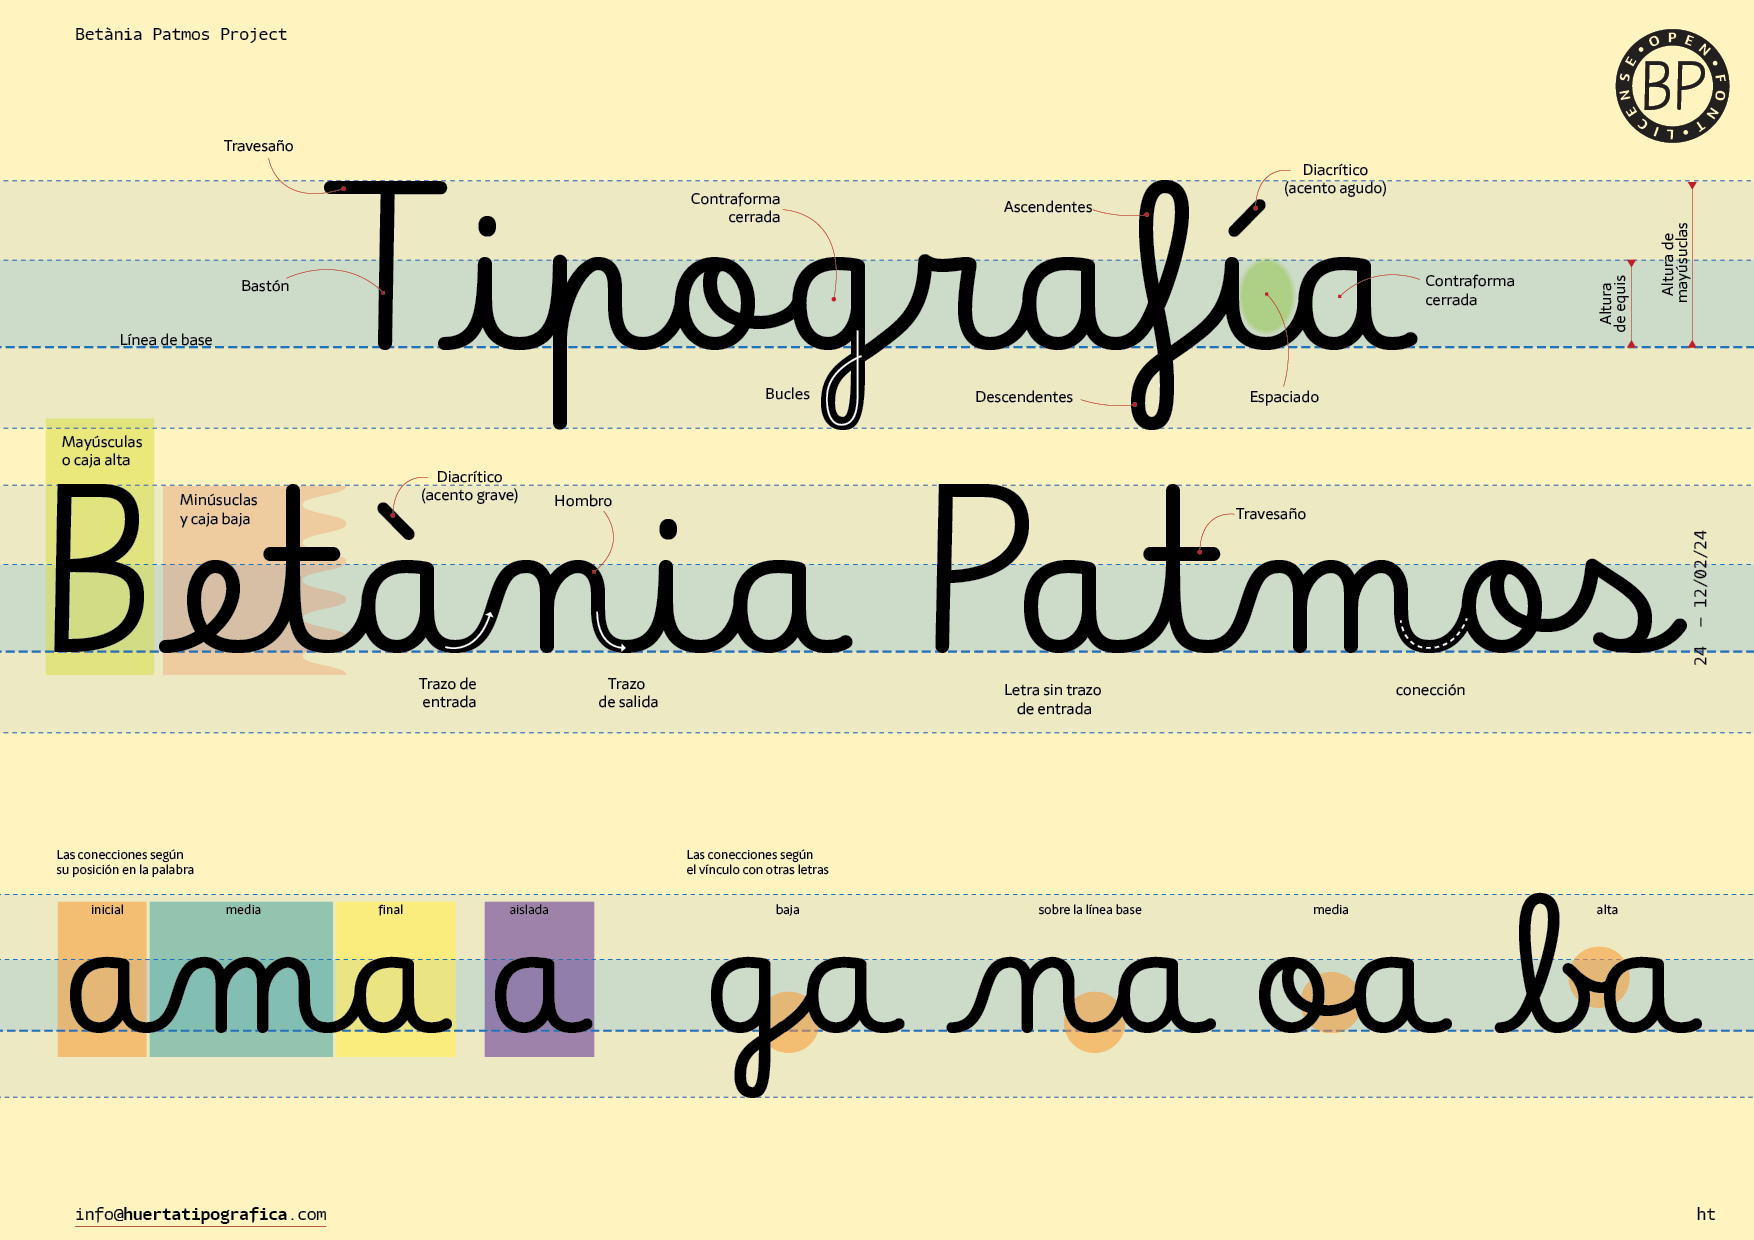 Betània Patmos Project
OPEN • FONT • LICENSE •
BP
Travesaño
Diacrítico
(acento agudo)
Contraforma
cerrada
Ascendentes
Altura de
mayúsuclas
Tipografía
Bastón
Contraforma
cerrada
Altura
de equis
Línea de base
Bucles
Descendentes
Espaciado
Mayúsculas
o caja alta
Diacrítico
(acento grave)
Minúsuclas
y caja baja
Hombro
Travesaño
Betània Patmos
24 – 12/02/24
Trazo de
entrada
Trazo
de salida
Letra sin trazo
de entrada
conección
Las conecciones según
su posición en la palabra
Las conecciones según
el vínculo con otras letras
inicial media final aislada baja sobre la línea base media alta
ama a ga na oa ba
info@huertatipografica.com
ht